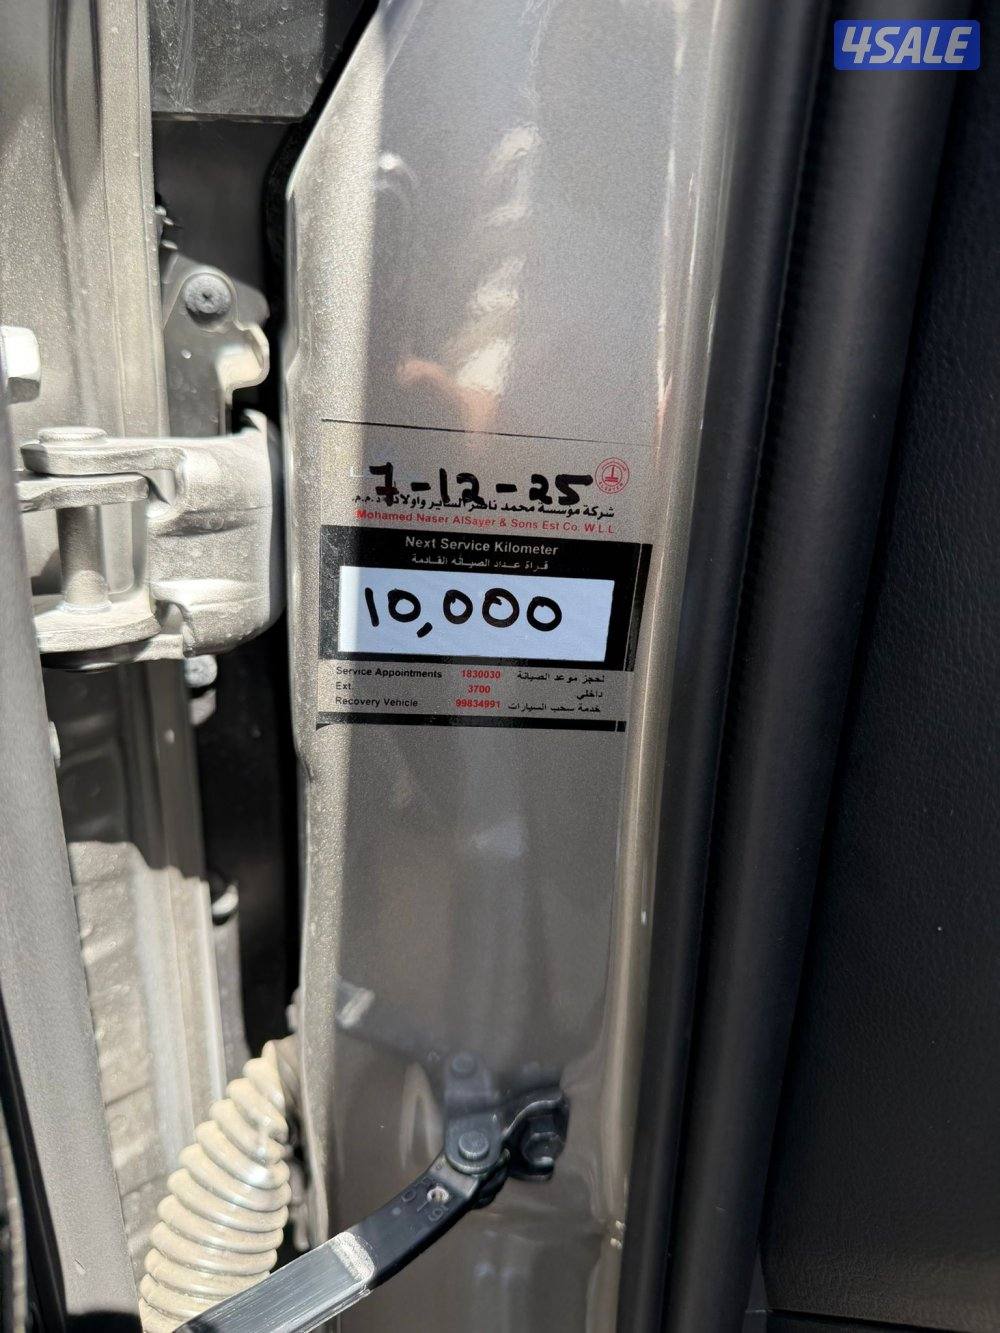 4SALE
7-12-25
شركة مؤسسة محمد ناصر الساير واولاده ذ.م.م.
Mohamed Naser AlSayer & Sons Est Co. W.L.L
Next Service Kilometer
قراءة عداد الصيانه القادمة
10,000
Service Appointments 1830030 لحجز موعد الصيانة
Ext. 3700 داخلي
Recovery Vehicle 99834991 خدمة سحب السيارات